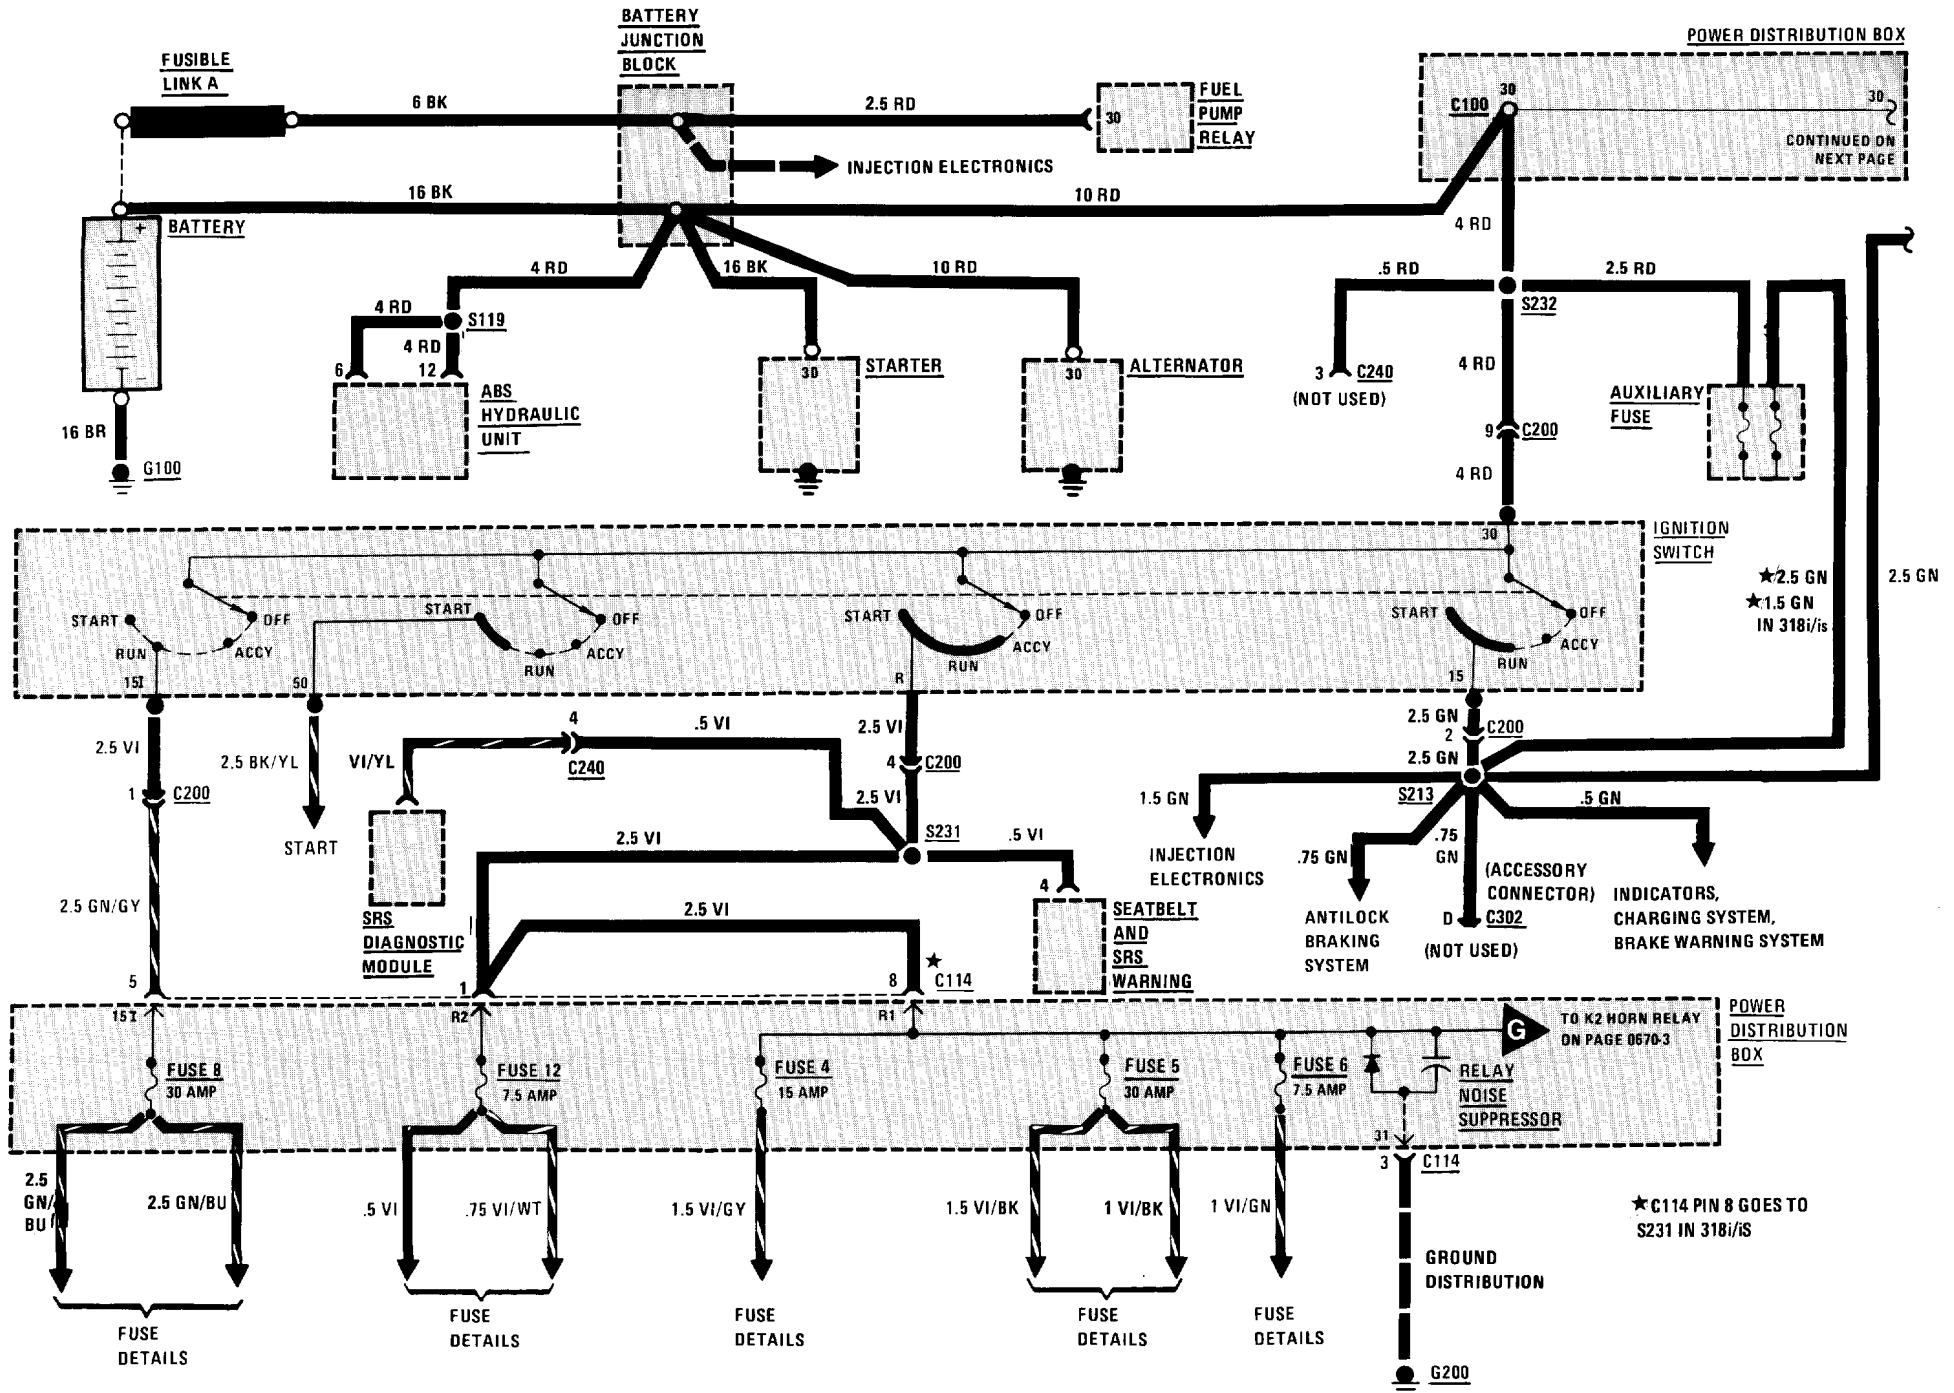 BATTERY
JUNCTION
BLOCK
POWER DISTRIBUTION BOX
FUSIBLE
LINK A
6 BK
2.5 RD
30
FUEL
PUMP
RELAY
C100
30
30
CONTINUED ON
NEXT PAGE
INJECTION ELECTRONICS
16 BK
10 RD
4 RD
+
BATTERY
4 RD
16 BK
10 RD
.5 RD
2.5 RD
S232
4 RD
S119
4 RD
6
12
30
STARTER
30
ALTERNATOR
3
C240
(NOT USED)
4 RD
AUXILIARY
FUSE
ABS
HYDRAULIC
UNIT
16 BR
G100
9
C200
4 RD
30
IGNITION
SWITCH
★2.5 GN
★1.5 GN
IN 318i/is
2.5 GN
START
OFF
RUN
ACCY
15I
START
OFF
RUN
ACCY
50
START
OFF
RUN
ACCY
R
START
OFF
RUN
ACCY
15
2.5 VI
2.5 BK/YL
VI/YL
4
C240
.5 VI
2.5 VI
4
C200
2.5 GN
2
C200
2.5 GN
S213
1
C200
START
2.5 VI
2.5 VI
S231
.5 VI
4
1.5 GN
INJECTION
ELECTRONICS
.75 GN
ANTILOCK
BRAKING
SYSTEM
.75
GN
(ACCESSORY
CONNECTOR)
D
C302
(NOT USED)
.5 GN
INDICATORS,
CHARGING SYSTEM,
BRAKE WARNING SYSTEM
2.5 GN/GY
SRS
DIAGNOSTIC
MODULE
2.5 VI
SEATBELT
AND
SRS
WARNING
5
1
8
★
C114
15I
R2
R1
POWER
DISTRIBUTION
BOX
G
TO K2 HORN RELAY
ON PAGE 0670-3
FUSE 8
30 AMP
FUSE 12
7.5 AMP
FUSE 4
15 AMP
FUSE 5
30 AMP
FUSE 6
7.5 AMP
RELAY
NOISE
SUPPRESSOR
31
3
C114
2.5
GN/
BU
2.5 GN/BU
.5 VI
.75 VI/WT
1.5 VI/GY
1.5 VI/BK
1 VI/BK
1 VI/GN
★C114 PIN 8 GOES TO
S231 IN 318i/iS
GROUND
DISTRIBUTION
FUSE
DETAILS
FUSE
DETAILS
FUSE
DETAILS
FUSE
DETAILS
FUSE
DETAILS
G200